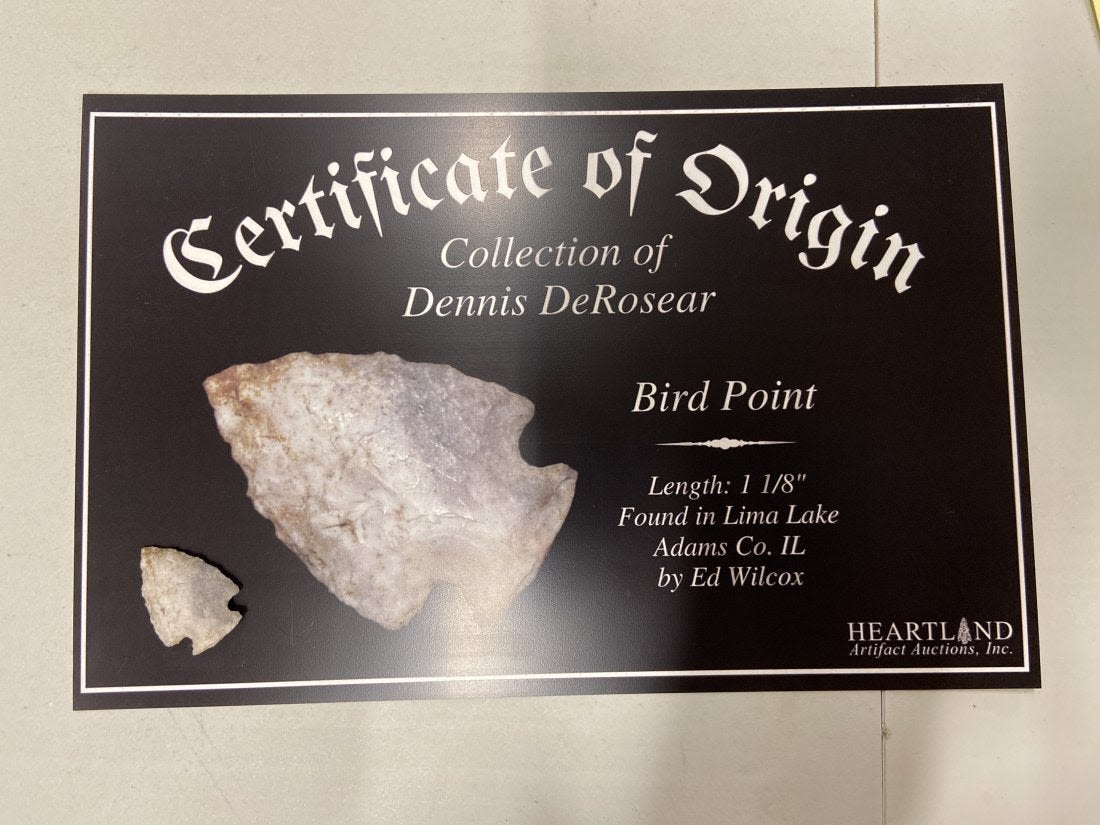 Certificate of Origin
Collection of
Dennis DeRosear
Bird Point
Length: 1 1/8"
Found in Lima Lake
Adams Co. IL
by Ed Wilcox
HEARTLAND
Artifact Auctions, Inc.